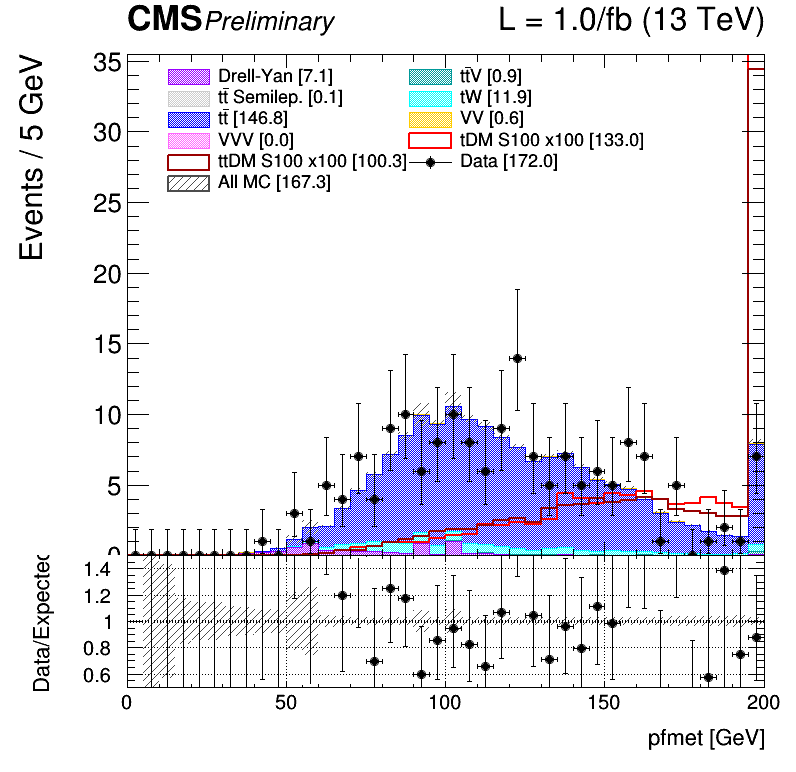 CMS Preliminary L = 1.0/fb (13 TeV)
Events / 5 GeV
35
30
25
20
15
10
5
0
Drell-Yan [7.1]
tt̄ Semilep. [0.1]
tt̄ [146.8]
VVV [0.0]
ttDM S100 x100 [100.3]
All MC [167.3]
tt̄V [0.9]
tW [11.9]
VV [0.6]
tDM S100 x100 [133.0]
Data [172.0]
Data/Expected
1.4
1.2
1
0.8
0.6
0 50 100 150 200
pfmet [GeV]